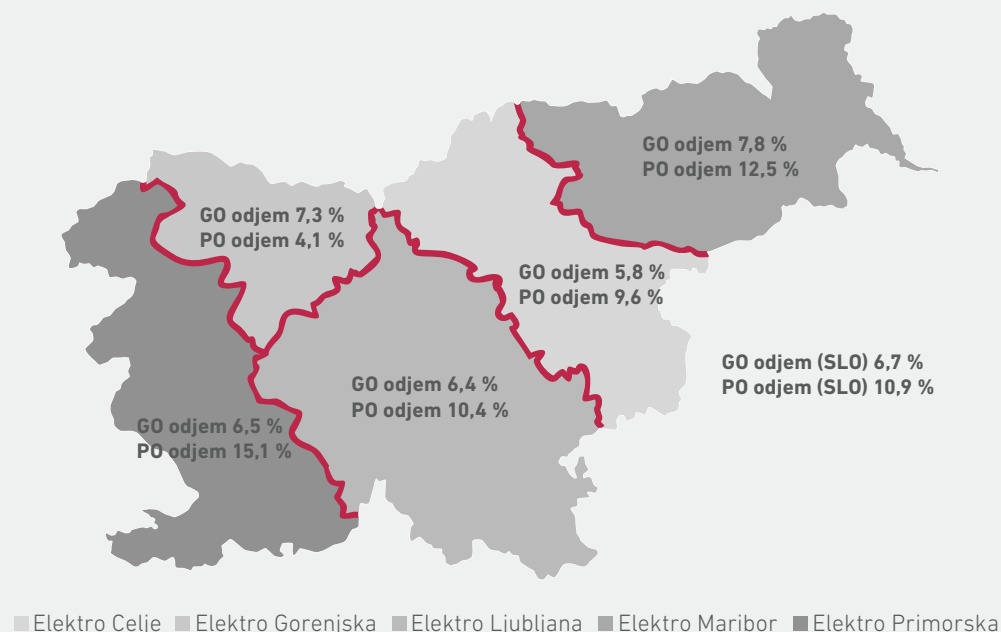 GO odjem 7,8 %
PO odjem 12,5 %
GO odjem 7,3 %
PO odjem 4,1 %
GO odjem 5,8 %
PO odjem 9,6 %
GO odjem (SLO) 6,7 %
PO odjem (SLO) 10,9 %
GO odjem 6,4 %
PO odjem 10,4 %
GO odjem 6,5 %
PO odjem 15,1 %
Elektro Celje Elektro Gorenjska Elektro Ljubljana Elektro Maribor Elektro Primorska